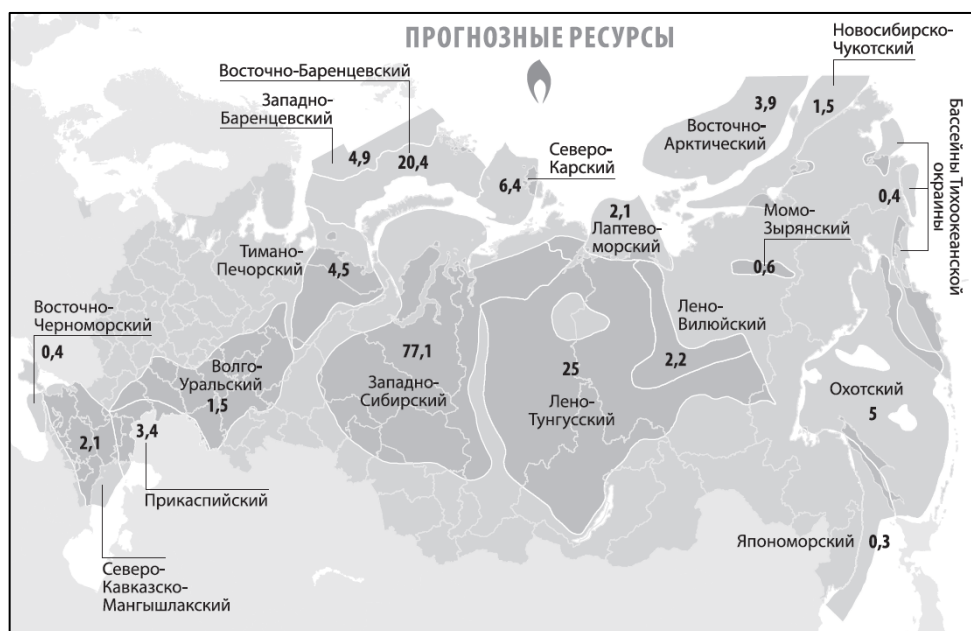 ПРОГНОЗНЫЕ РЕСУРСЫ
Новосибирско-
Чукотский
1,5
Восточно-Баренцевский
20,4
Западно-
Баренцевский
4,9
3,9
Восточно-
Арктический
Северо-
Карский
6,4
Бассейны Тихоокеанской
окраины
0,4
2,1
Лаптево-
морский
Момо-
Зырянский
0,6
Тимано-
Печорский
4,5
Восточно-
Черноморский
0,4
Лено-
Вилюйский
2,2
77,1
Западно-
Сибирский
25
Лено-
Тунгусский
Волго-
Уральский
1,5
Охотский
5
2,1
3,4
Прикаспийский
Япономорский
0,3
Северо-
Кавказско-
Мангышлакский